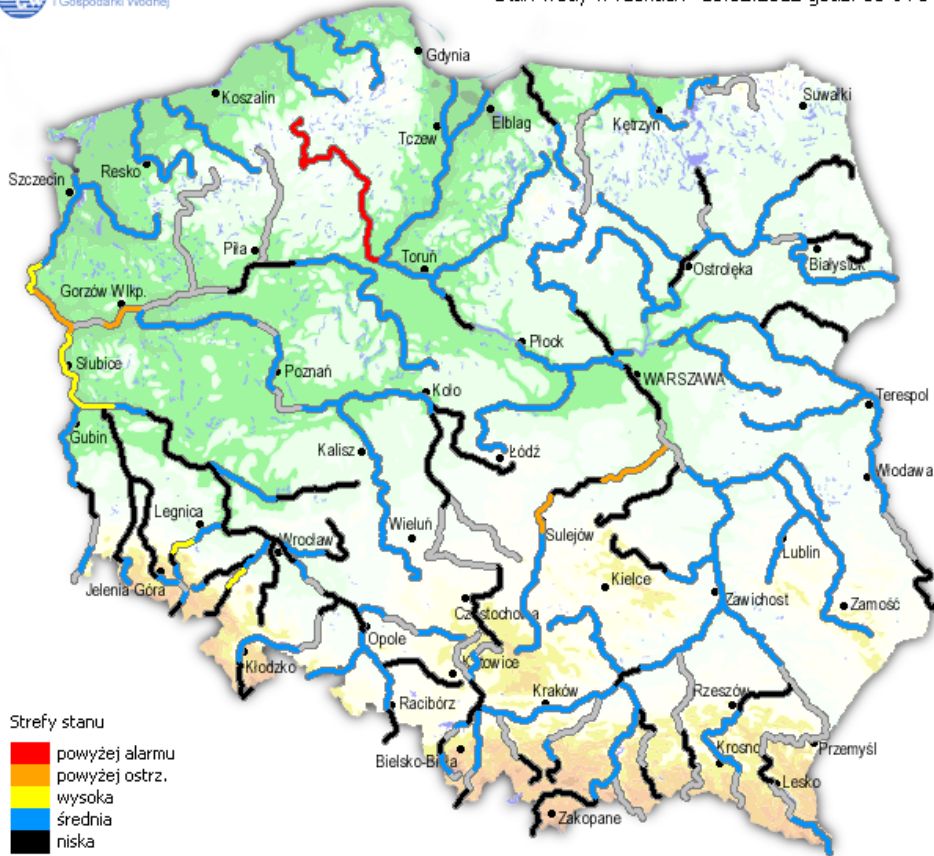 i Gospodarki Wodnej
Gdynia
Koszalin
Suwałki
Elbląg
Kętrzyn
Tczew
Resko
Szczecin
Piła
Toruń
Ostrołęka
Białystok
Gorzów Wlkp.
Płock
Słubice
Poznań
WARSZAWA
Koło
Terespol
Gubin
Kalisz
Łódź
Włodawa
Legnica
Wieluń
Sulejów
Wrocław
Lublin
Jelenia Góra
Kielce
Częstochowa
Zawichost
Zamość
Opole
Kłodzko
Katowice
Kraków
Rzeszów
Racibórz
Strefy stanu
Bielsko-Biała
Krosno
Przemyśl
powyżej alarmu
powyżej ostrz.
Lesko
wysoka
Zakopane
średnia
niska